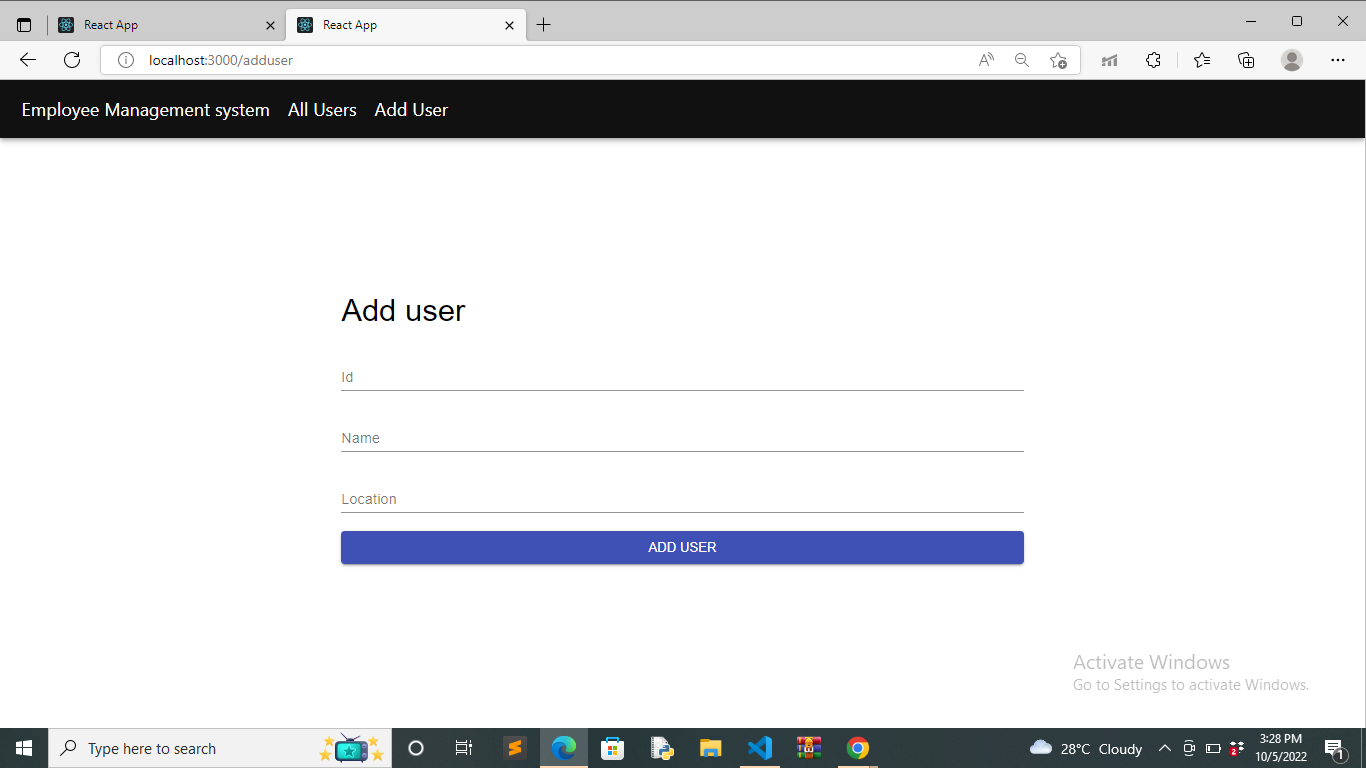 React App
React App
localhost:3000/adduser
Employee Management system All Users Add User
Add user
Id
Name
Location
ADD USER
Activate Windows
Go to Settings to activate Windows.
Type here to search
28°C Cloudy
3:28 PM
10/5/2022
2
1